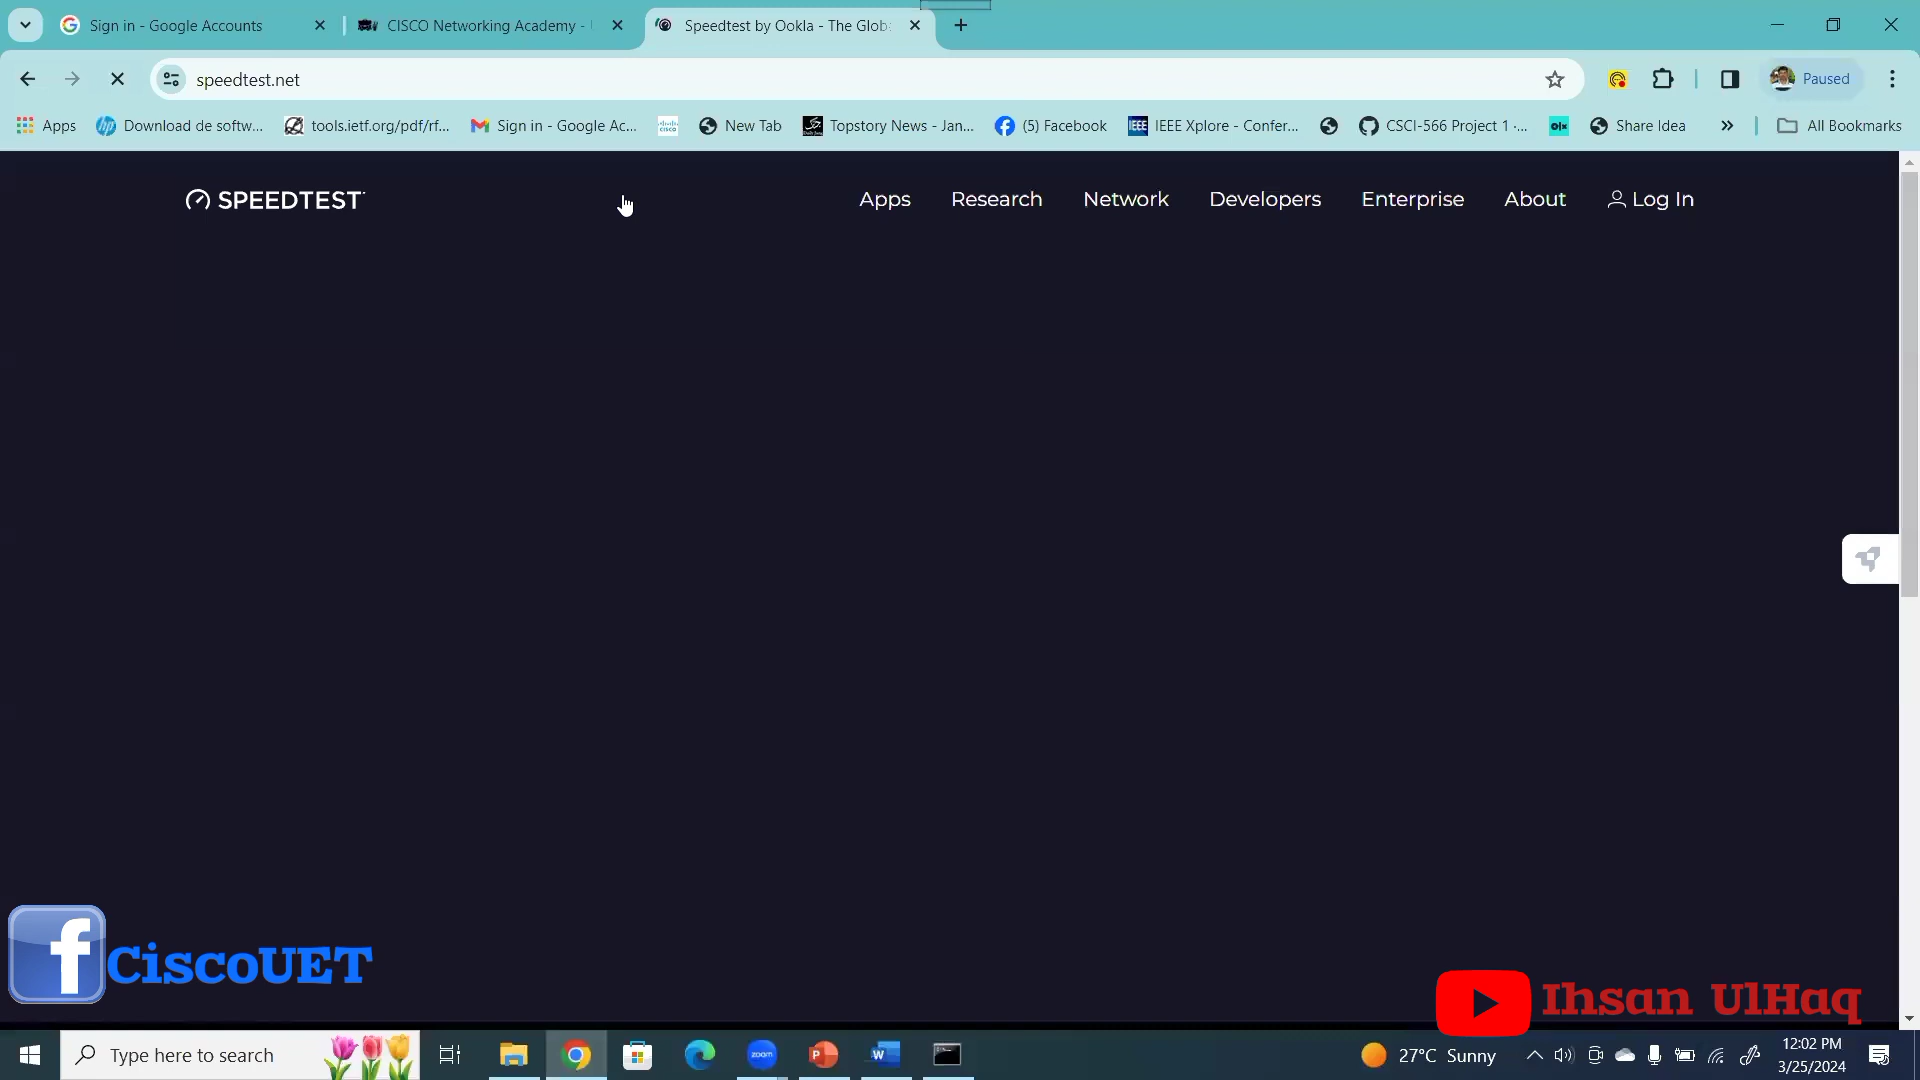 Sign in - Google Accounts
CISCO Networking Academy -
Speedtest by Ookla - The Glob
speedtest.net
Paused
Apps
Download de softw...
tools.ietf.org/pdf/rf...
Sign in - Google Ac...
New Tab
Topstory News - Jan...
(5) Facebook
IEEE Xplore - Confer...
CSCI-566 Project 1 -...
Share Idea
All Bookmarks
SPEEDTEST
Apps
Research
Network
Developers
Enterprise
About
Log In
CiscoUET
Ihsan UlHaq
Type here to search
zoom
27°C Sunny
12:02 PM
3/25/2024